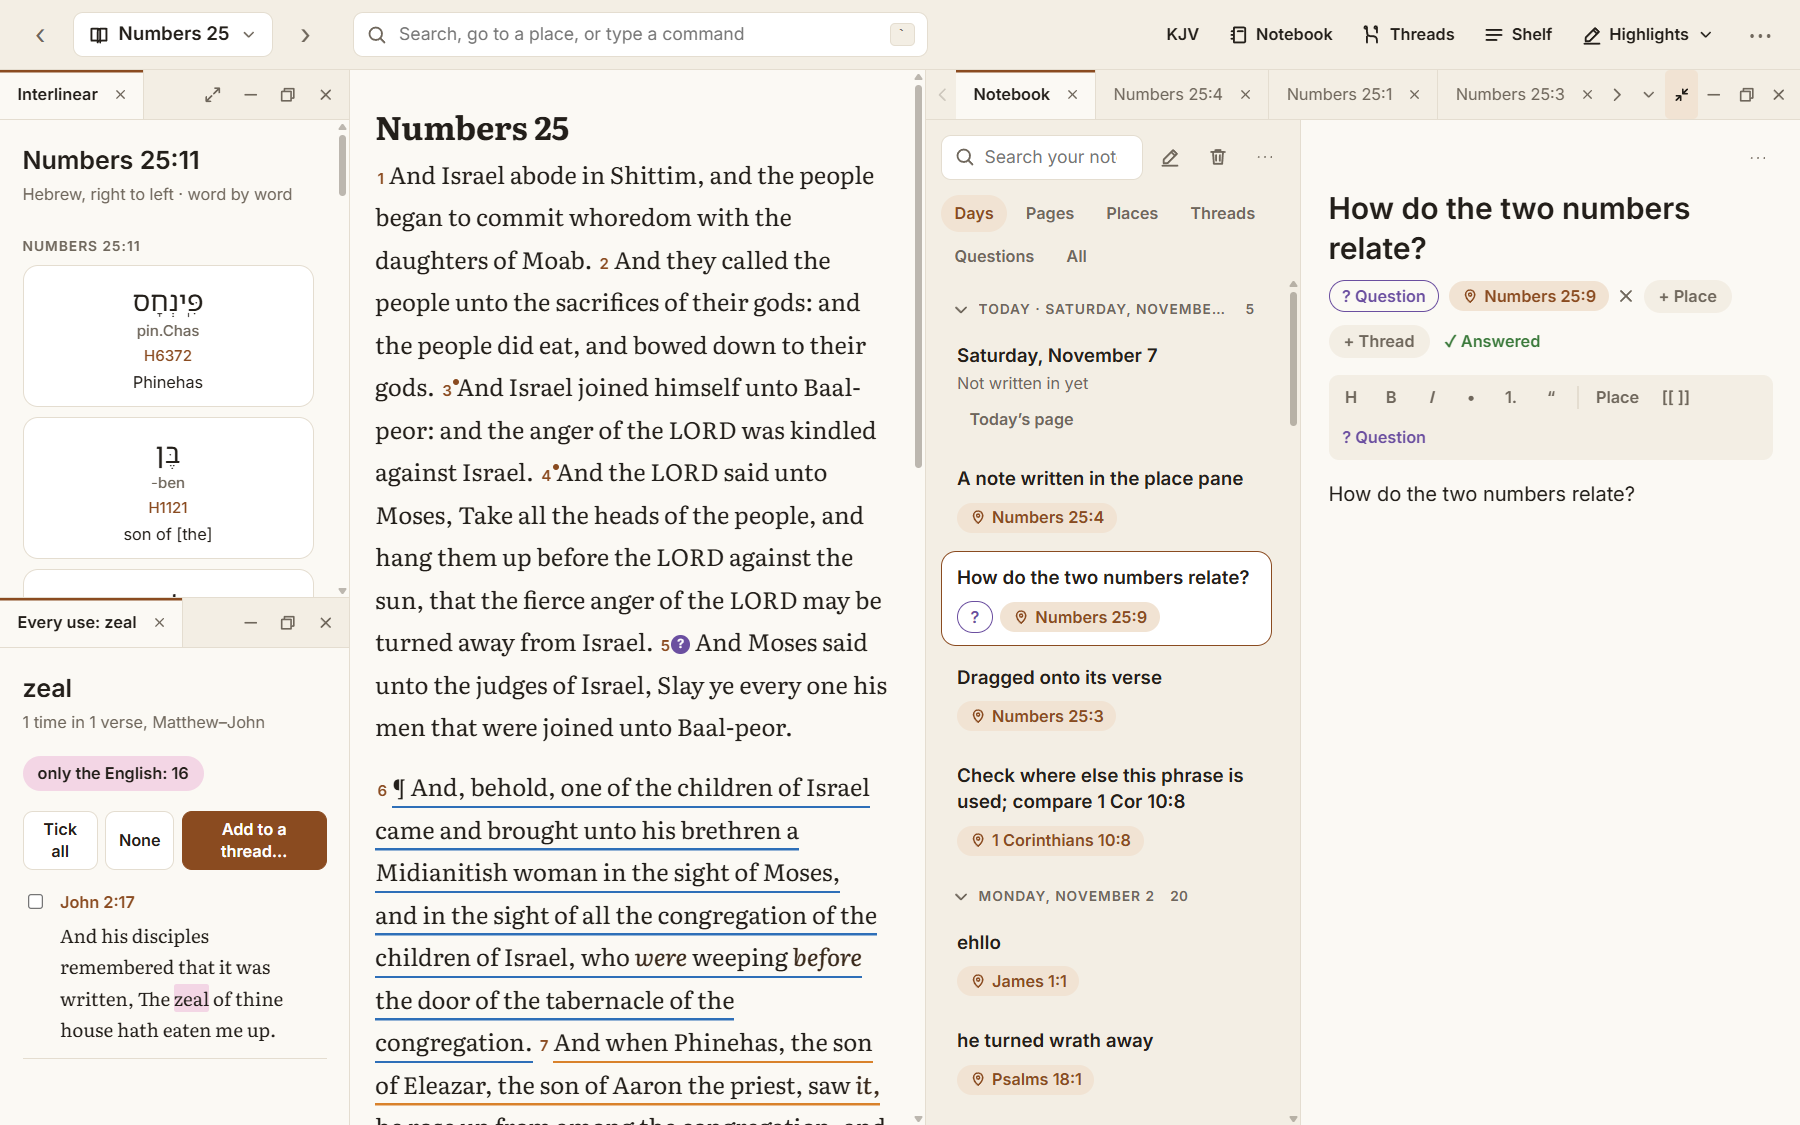 Numbers 25
Search, go to a place, or type a command
`
KJV
Notebook
Threads
Shelf
Highlights
Interlinear
Numbers 25:11
Hebrew, right to left · word by word
NUMBERS 25:11
פִּֽינְחָ֨ס
pin.Chas
H6372
Phinehas
בֶּן
-ben
H1121
son of [the]
Every use: zeal
zeal
1 time in 1 verse, Matthew–John
only the English: 16
Tick all
None
Add to a thread...
John 2:17
And his disciples
remembered that it was
written, The zeal of thine
house hath eaten me up.
Numbers 25
1 And Israel abode in Shittim, and the people
began to commit whoredom with the
daughters of Moab. 2 And they called the
people unto the sacrifices of their gods: and
the people did eat, and bowed down to their
gods. 3 And Israel joined himself unto Baal-
peor: and the anger of the LORD was kindled
against Israel. 4 And the LORD said unto
Moses, Take all the heads of the people, and
hang them up before the LORD against the
sun, that the fierce anger of the LORD may be
turned away from Israel. 5 ? And Moses said
unto the judges of Israel, Slay ye every one his
men that were joined unto Baal-peor.
6 ¶ And, behold, one of the children of Israel
came and brought unto his brethren a
Midianitish woman in the sight of Moses,
and in the sight of all the congregation of the
children of Israel, who were weeping before
the door of the tabernacle of the
congregation. 7 And when Phinehas, the son
of Eleazar, the son of Aaron the priest, saw it,
he rose up from among the congregation, and
Notebook
Numbers 25:4
Numbers 25:1
Numbers 25:3
Search your not
Days
Pages
Places
Threads
Questions
All
TODAY · SATURDAY, NOVEMBE... 5
Saturday, November 7
Not written in yet
Today's page
A note written in the place pane
Numbers 25:4
How do the two numbers relate?
? Numbers 25:9
Dragged onto its verse
Numbers 25:3
Check where else this phrase is
used; compare 1 Cor 10:8
1 Corinthians 10:8
MONDAY, NOVEMBER 2 20
ehllo
James 1:1
he turned wrath away
Psalms 18:1
How do the two numbers
relate?
? Question
Numbers 25:9
+ Place
+ Thread
✓ Answered
H B I • 1. “ Place [[ ]]
? Question
How do the two numbers relate?